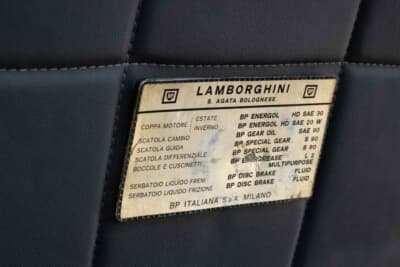 LAMBORGHINI
S. AGATA BOLOGNESE
COPPA MOTORE ESTATE BP ENERGOL HD SAE 30
INVERNO BP ENERGOL HD SAE 20 W
SCATOLA CAMBIO BP GEAR OIL SAE 90
SCATOLA GUIDA BP SPECIAL GEAR S 90
SCATOLA DIFFERENZIALE BP SPECIAL GEAR S 90
BOCCOLE E CUSCINETTI BP ENERGREASE L 2
MULTIPURPOSE
SERBATOIO LIQUIDO FRENI BP DISC BRAKE FLUID
SERBATOIO LIQUIDO FRIZIONE BP DISC BRAKE FLUID
BP ITALIANA S.p.A. MILANO